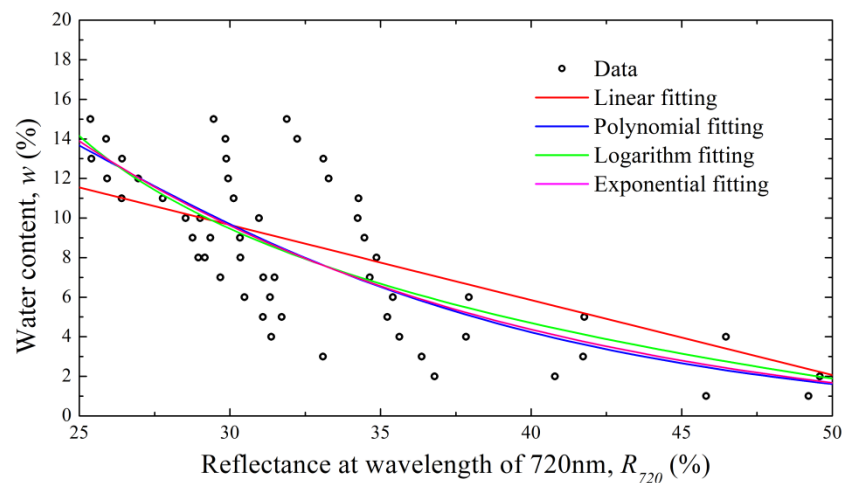 20
18
16
14
12
10
8
6
4
2
0
Water content, w (%)
Data
Linear fitting
Polynomial fitting
Logarithm fitting
Exponential fitting
25 30 35 40 45 50
Reflectance at wavelength of 720nm, R720 (%)